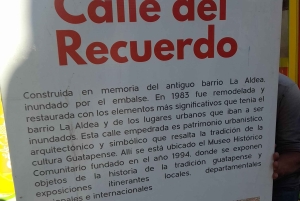 Calle del
Recuerdo
Construida en memoria del antiguo barrio La Aldea,
inundado por el embalse. En 1983 fue remodelada y
restaurada con los elementos más significativos que tenía el
barrio La Aldea y de los lugares urbanos que iban a ser
inundados. Esta calle empedrada es patrimonio urbanístico
arquitectónico y simbólico que resalta la tradición de la
cultura Guatapense. Allí se está ubicado el Museo Histórico
Comunitario fundado en el año 1994, donde se exponen
objetos de la historia de la tradicion guatapense y
exposiciones itinerantes locales, departamenlales
nales e internacionales